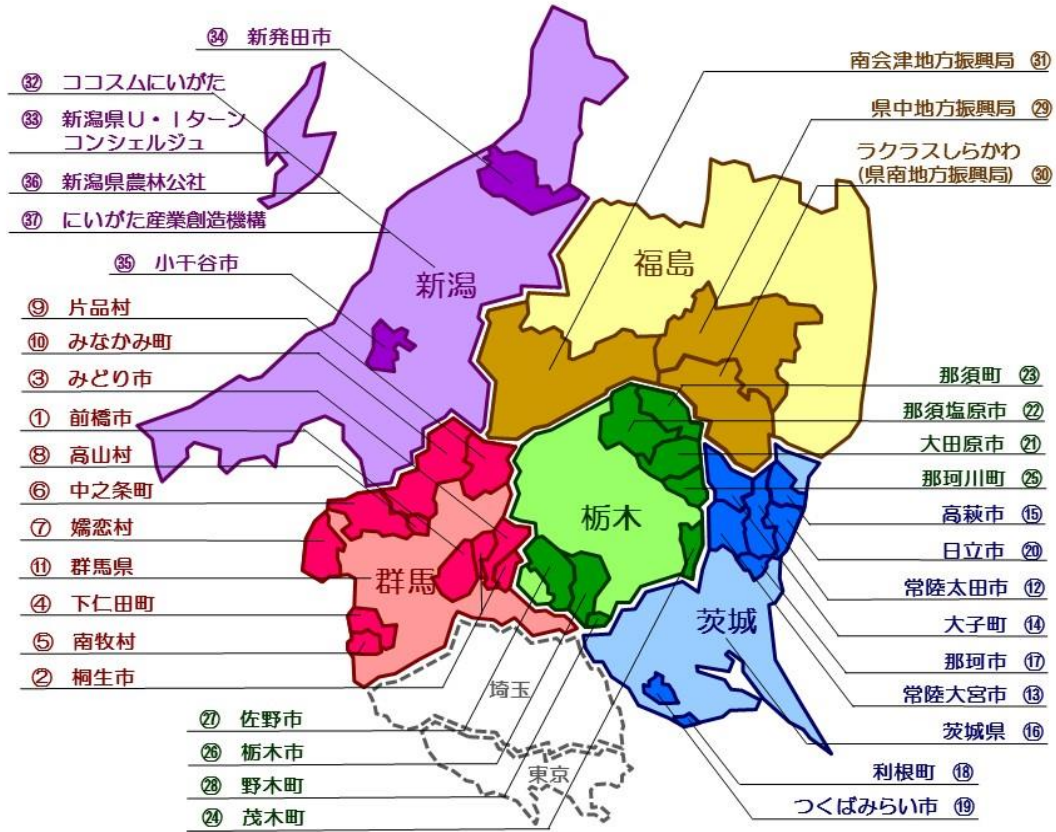 ㉞ 新発田市
㉜ ココスムにいがた
㉝ 新潟県U・Iターン
コンシェルジュ
㊱ 新潟県農林公社
㊲ にいがた産業創造機構
㉟ 小千谷市
⑨ 片品村
⑩ みなかみ町
③ みどり市
① 前橋市
⑧ 高山村
⑥ 中之条町
⑦ 嬬恋村
⑪ 群馬県
④ 下仁田町
⑤ 南牧村
② 桐生市
㉗ 佐野市
㉖ 栃木市
㉘ 野木町
㉔ 茂木町
新潟
福島
栃木
群馬
茨城
埼玉
東京
南会津地方振興局 ㉛
県中地方振興局 ㉙
ラクラスしらかわ
(県南地方振興局) ㉚
那須町 ㉓
那須塩原市 ㉒
大田原市 ㉑
那珂川町 ㉕
高萩市 ⑮
日立市 ⑳
常陸太田市 ⑫
大子町 ⑭
那珂市 ⑰
常陸大宮市 ⑬
茨城県 ⑯
利根町 ⑱
つくばみらい市 ⑲